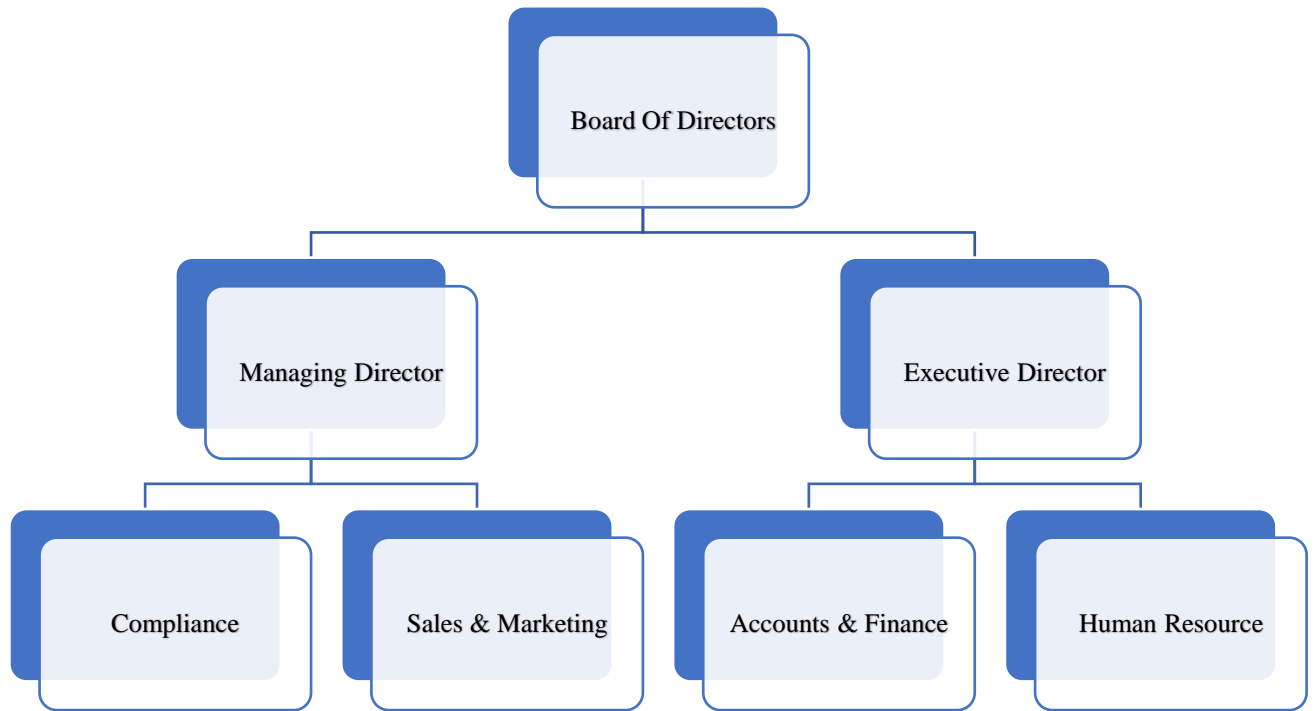 Board Of Directors
Managing Director
Executive Director
Compliance
Sales & Marketing
Accounts & Finance
Human Resource